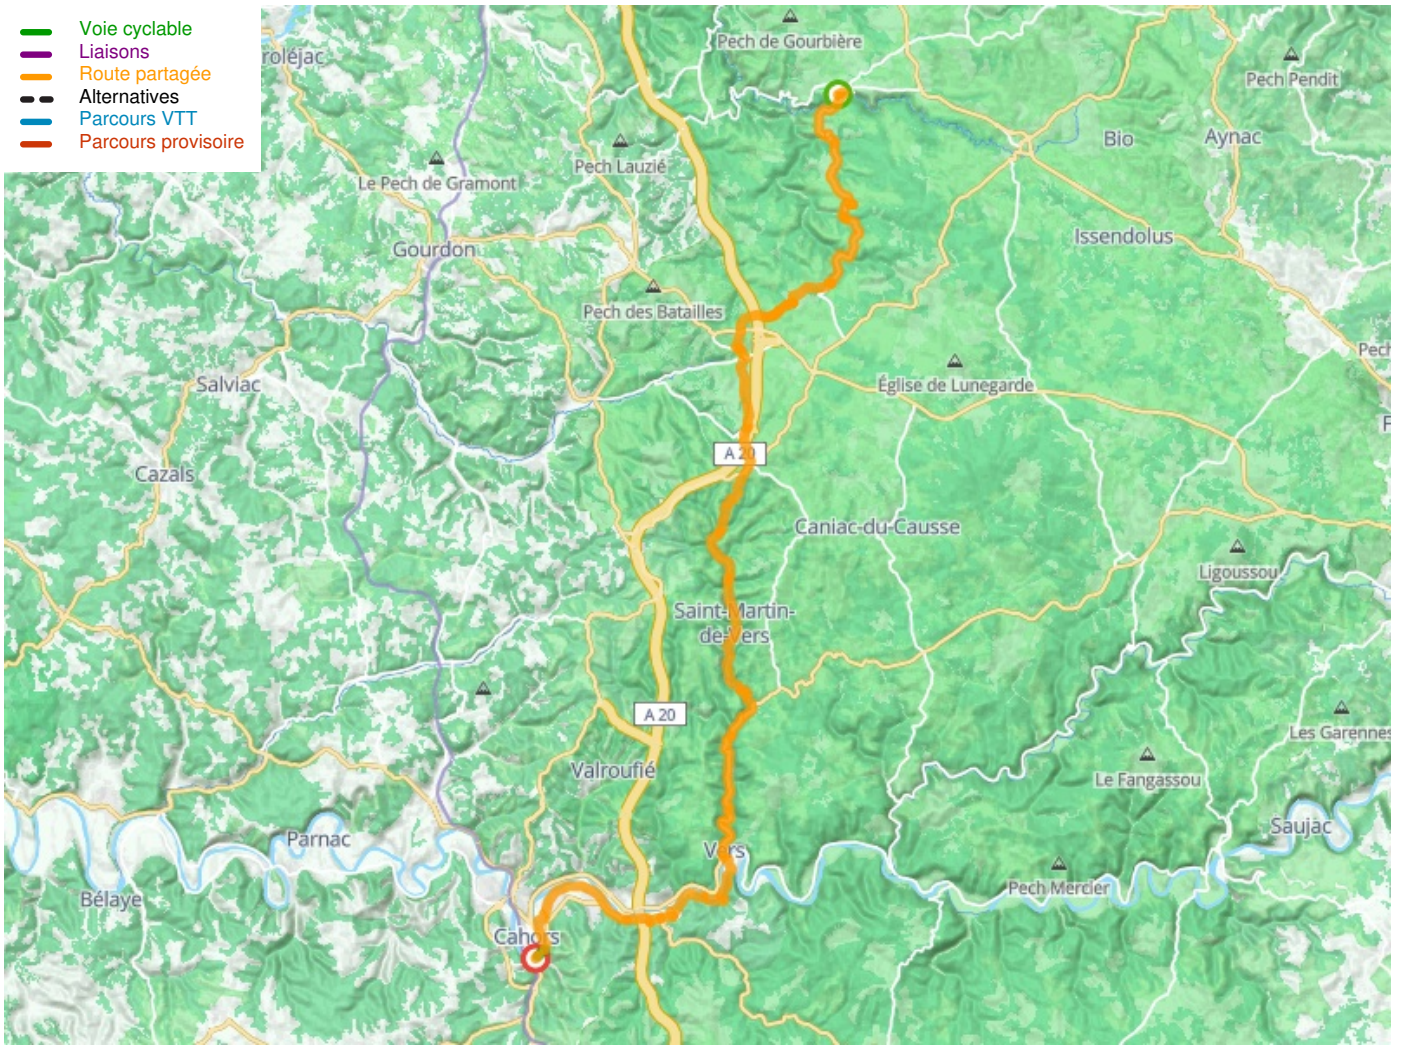 Voie cyclable
Liaisons
Route partagée
Alternatives
Parcours VTT
Parcours provisoire
roléjac
Pech de Gourbière
Pech Pendit
Bio
Aynac
Pech Lauzié
Le Pech de Gramont
Issendolus
Gourdon
Pech des Batailles
Pech
Salviac
Église de Lunegarde
F
A 20
Cazals
Caniac-du-Causse
Ligoussou
Saint-Martin-
de-Vers
A 20
Les Garennes
Valroufié
Le Fangassou
Saujac
Parnac
Vers
Pech Mercier
Bélaye
Cahors